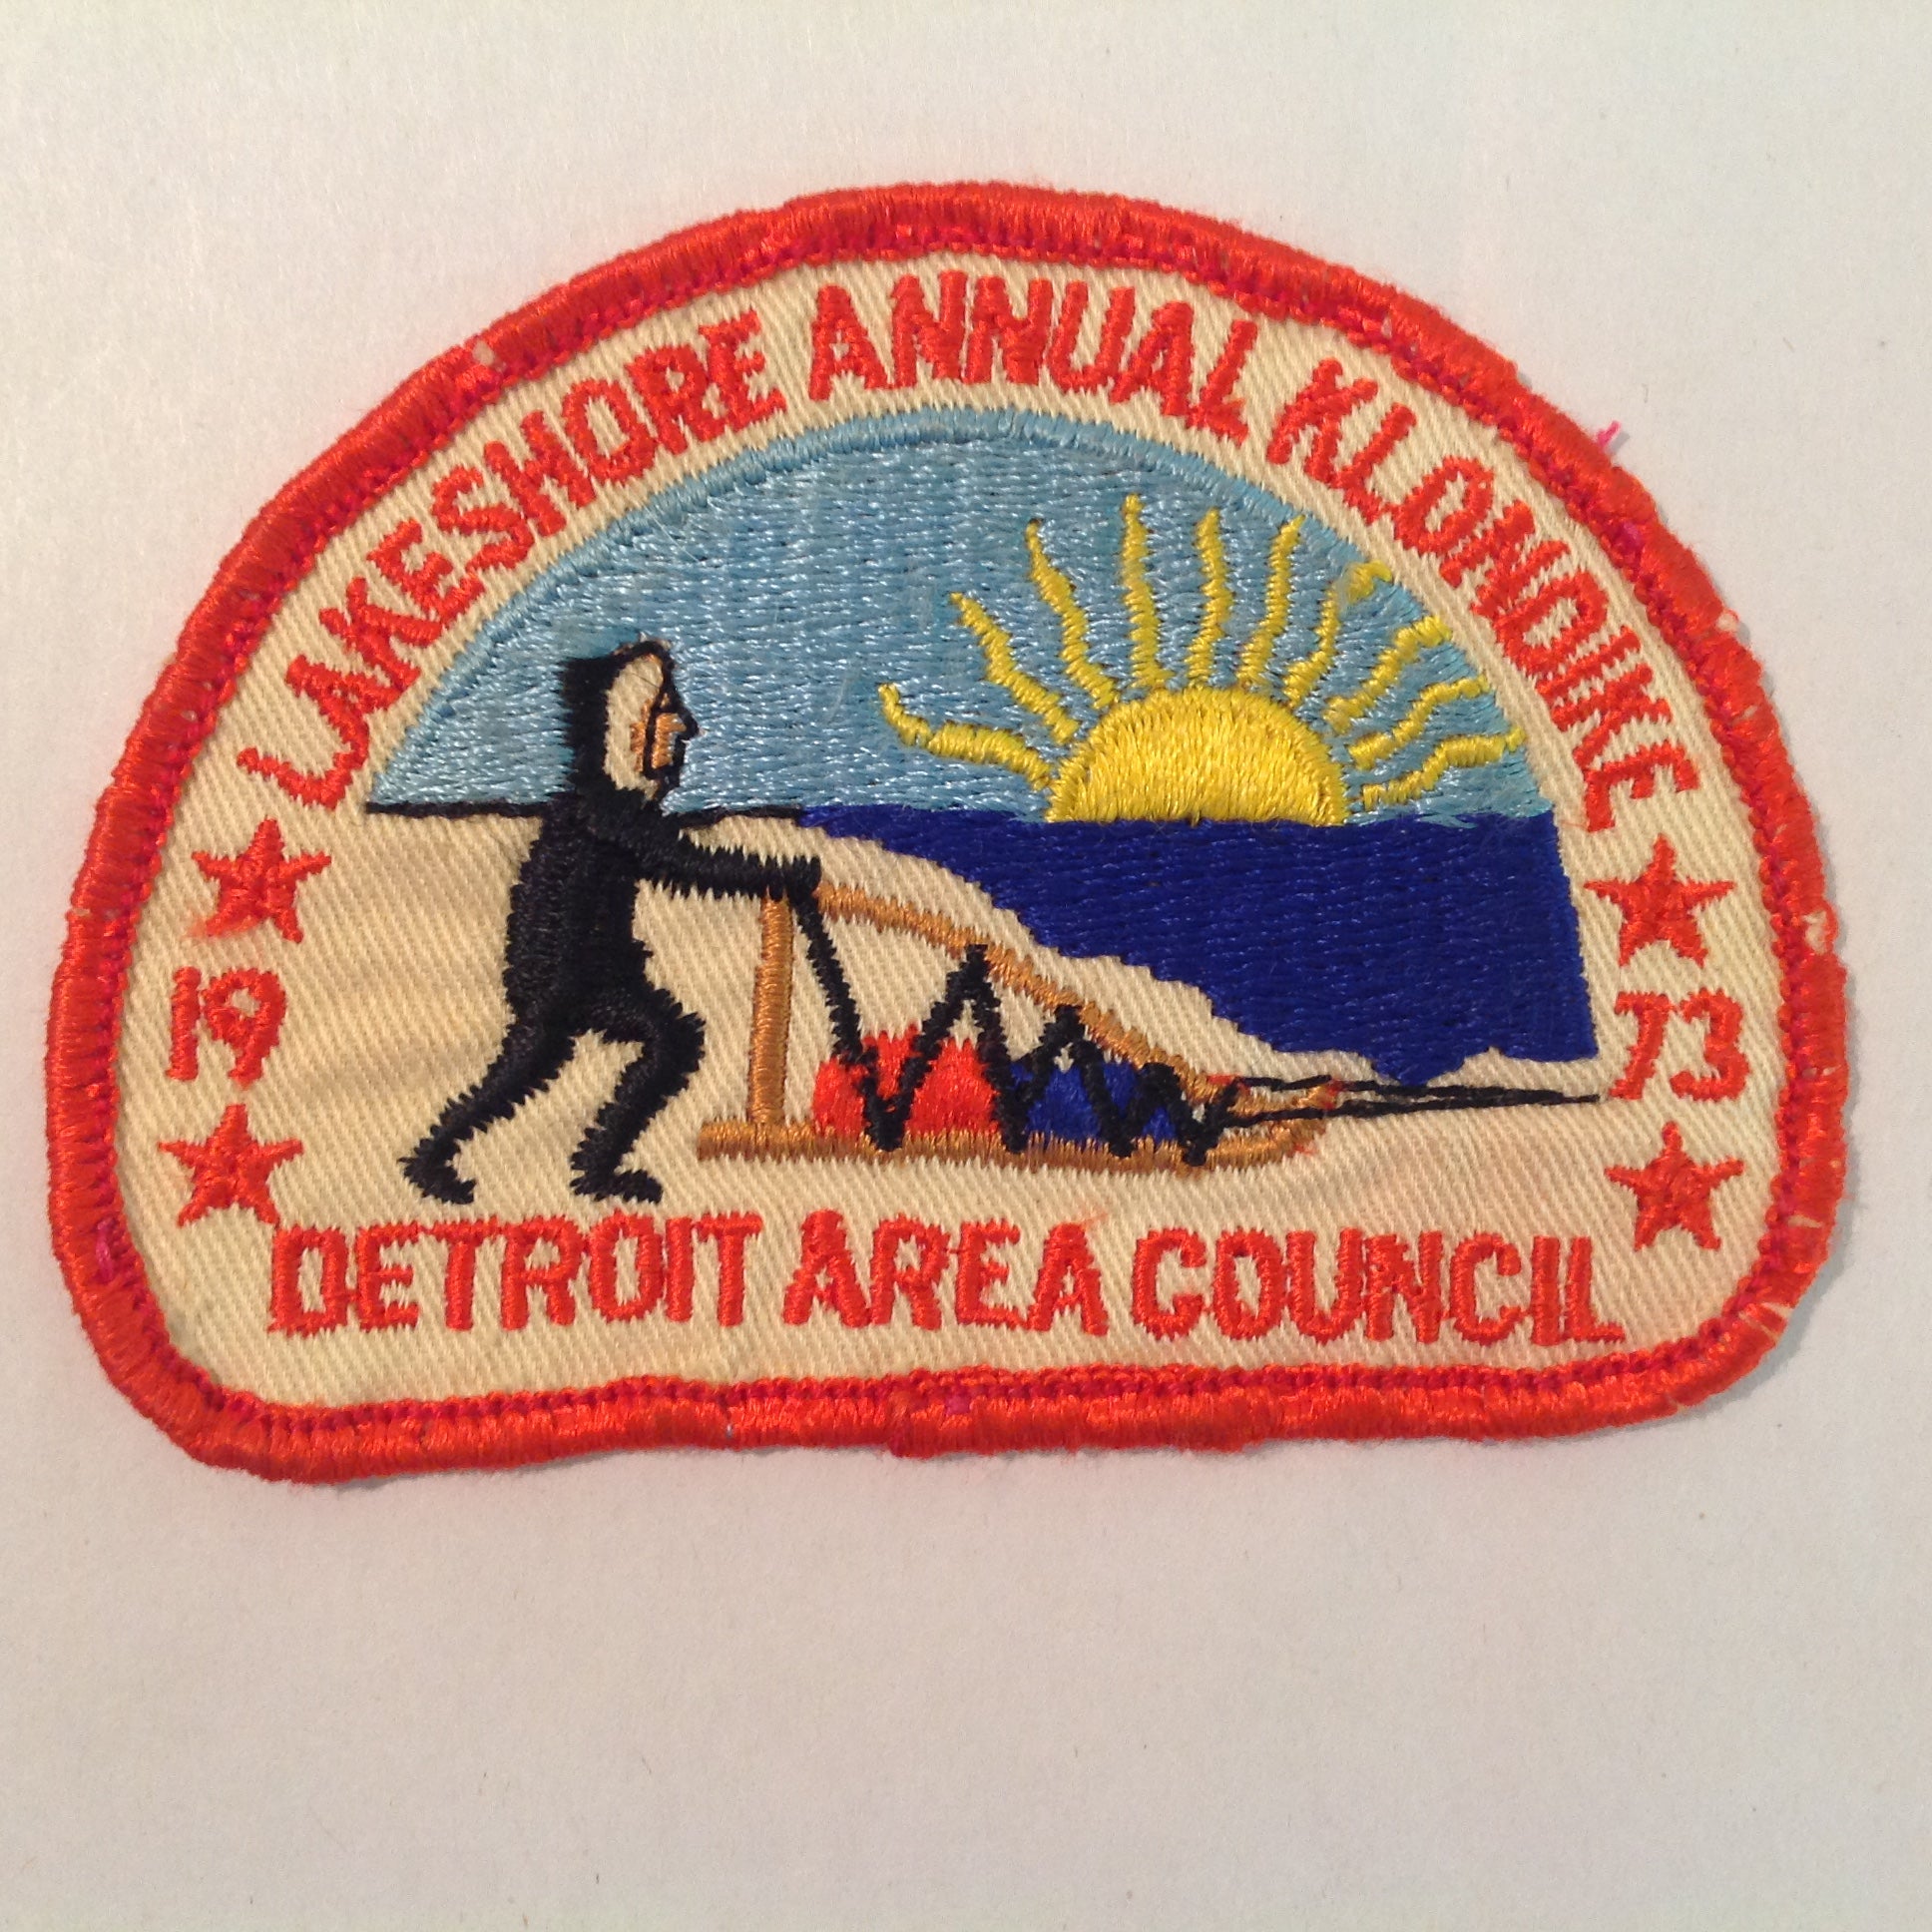 LAKESHORE ANNUAL KLONDIKE
19 73
DETROIT AREA COUNCIL